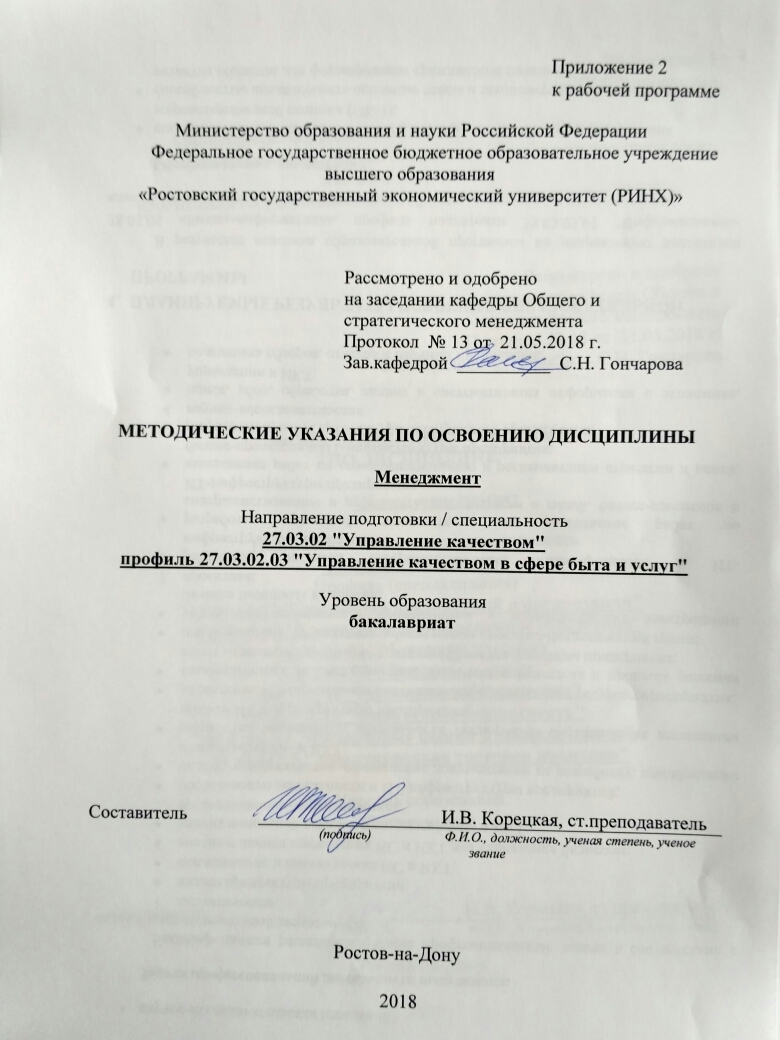 Приложение 2
к рабочей программе
Министерство образования и науки Российской Федерации
Федеральное государственное бюджетное образовательное учреждение
высшего образования
«Ростовский государственный экономический университет (РИНХ)»
Рассмотрено и одобрено
на заседании кафедры Общего и
стратегического менеджмента
Протокол № 13 от 21.05.2018 г.
Зав.кафедрой С.Н. Гончарова
МЕТОДИЧЕСКИЕ УКАЗАНИЯ ПО ОСВОЕНИЮ ДИСЦИПЛИНЫ
Менеджмент
Направление подготовки / специальность
27.03.02 "Управление качеством"
профиль 27.03.02.03 "Управление качеством в сфере быта и услуг"
Уровень образования
бакалавриат
Составитель И.В. Корецкая, ст.преподаватель
(подпись) Ф.И.О., должность, ученая степень, ученое
звание
Ростов-на-Дону
2018